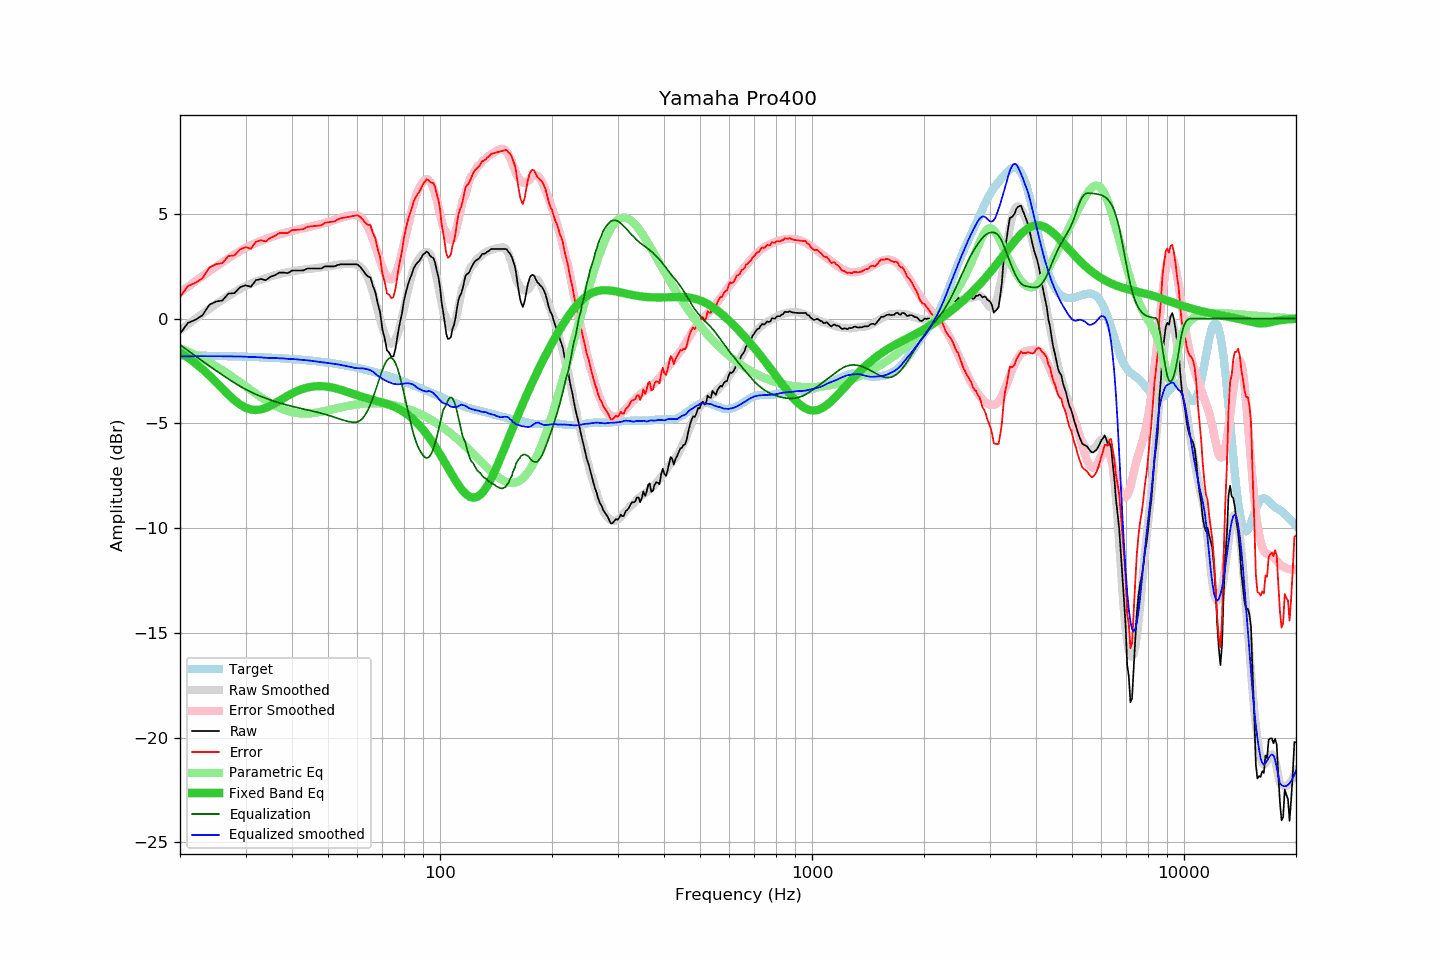 Yamaha Pro400
Amplitude (dBr)
5
0
−5
−10
−15
−20
−25
Target
Raw Smoothed
Error Smoothed
Raw
Error
Parametric Eq
Fixed Band Eq
Equalization
Equalized smoothed
100 1000 10000
Frequency (Hz)